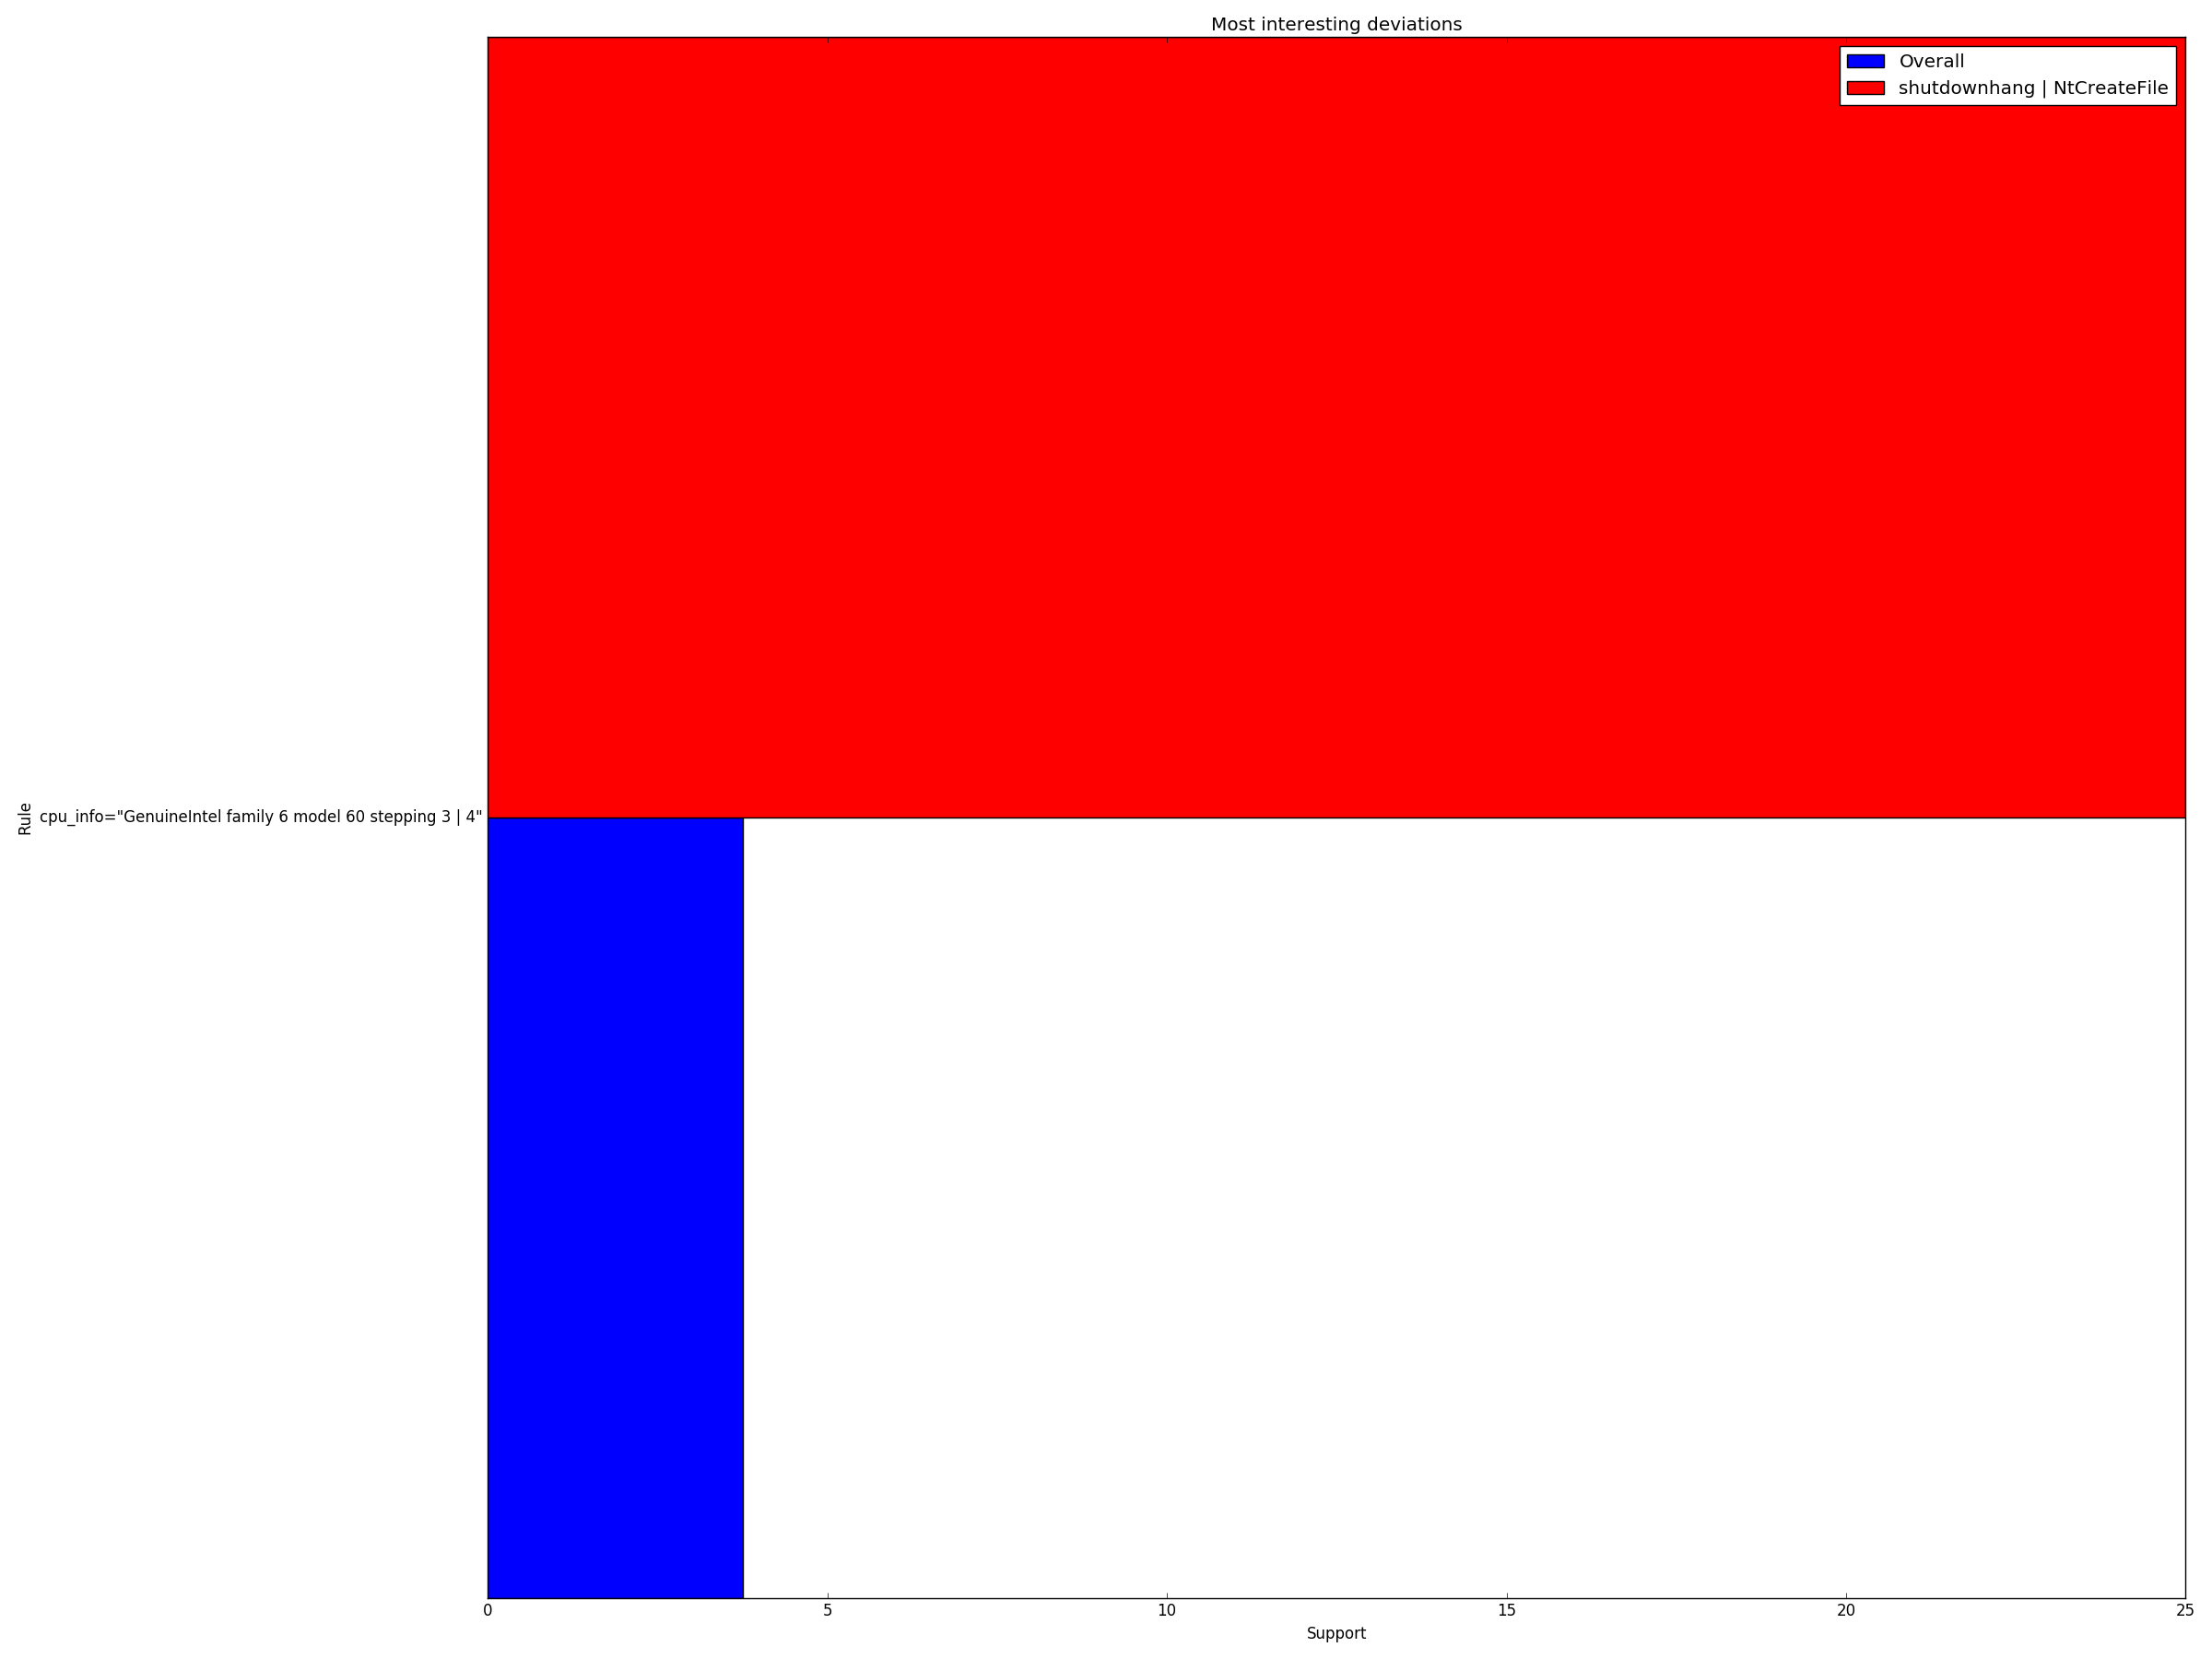 Most interesting deviations
Overall
shutdownhang | NtCreateFile
Rule
cpu_info="GenuineIntel family 6 model 60 stepping 3 | 4"
0 5 10 15 20 25
Support